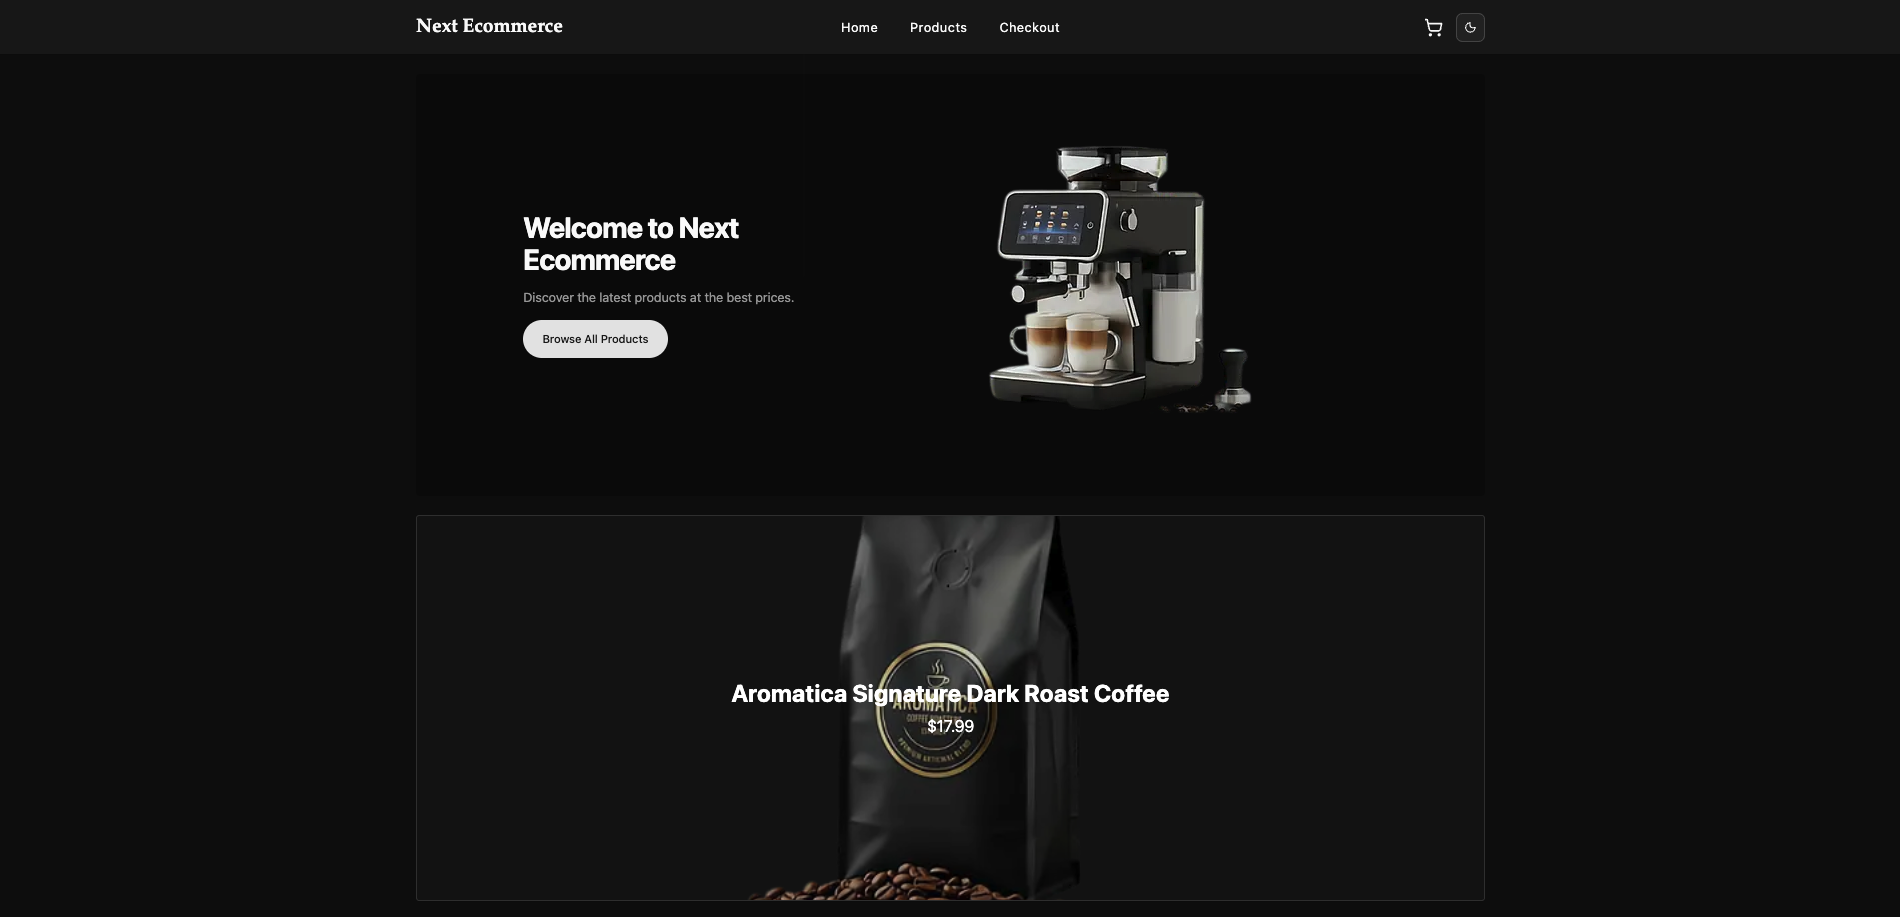 Next Ecommerce
Home
Products
Checkout
Welcome to Next
Ecommerce
Discover the latest products at the best prices.
Browse All Products
Aromatica Signature Dark Roast Coffee
AROMATICA
$17.99